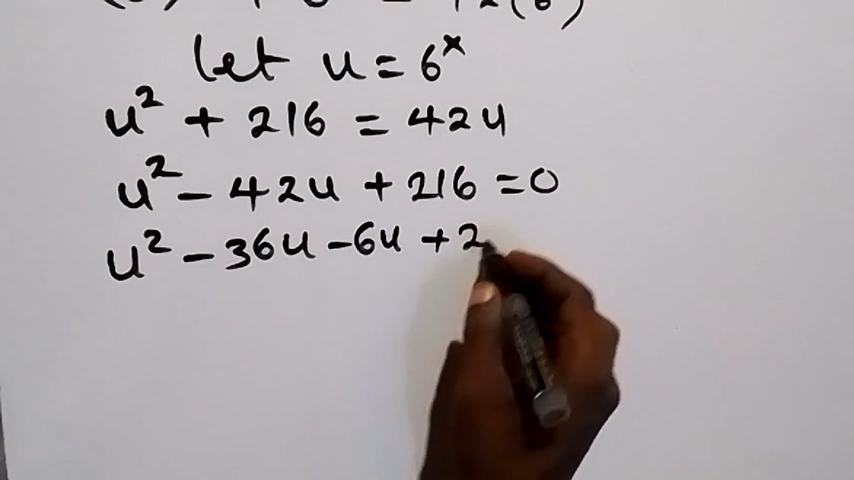 let u = 6^x
u² + 216 = 42u
u² - 42u + 216 = 0
u² - 36u - 6u + 2